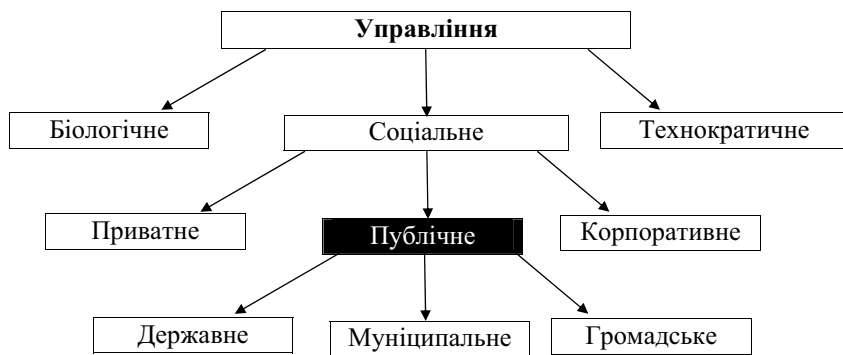 Управління
Біологічне
Соціальне
Технократичне
Приватне
Публічне
Корпоративне
Державне
Муніципальне
Громадське